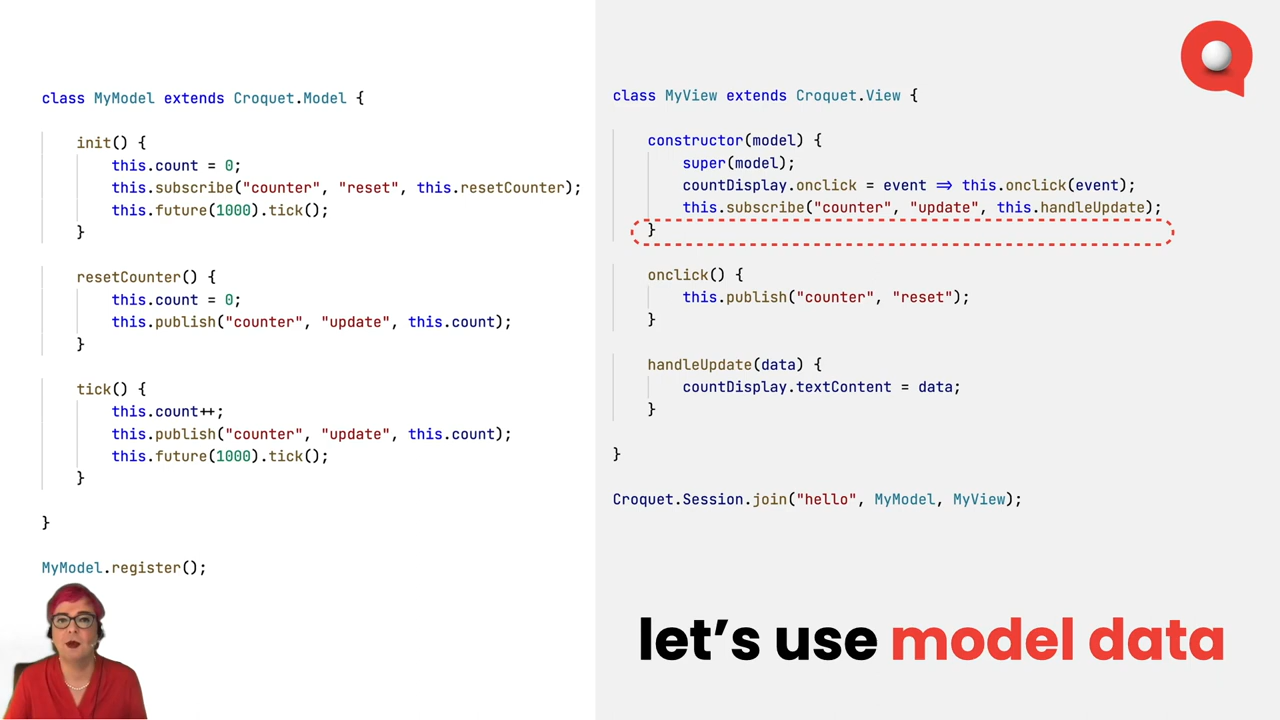 class MyModel extends Croquet.Model {
init() {
this.count = 0;
this.subscribe("counter", "reset", this.resetCounter);
this.future(1000).tick();
}
resetCounter() {
this.count = 0;
this.publish("counter", "update", this.count);
}
tick() {
this.count++;
this.publish("counter", "update", this.count);
this.future(1000).tick();
}
}
MyModel.register();
class MyView extends Croquet.View {
constructor(model) {
super(model);
countDisplay.onclick = event => this.onclick(event);
this.subscribe("counter", "update", this.handleUpdate);
}
onclick() {
this.publish("counter", "reset");
}
handleUpdate(data) {
countDisplay.textContent = data;
}
}
Croquet.Session.join("hello", MyModel, MyView);
let’s use model data